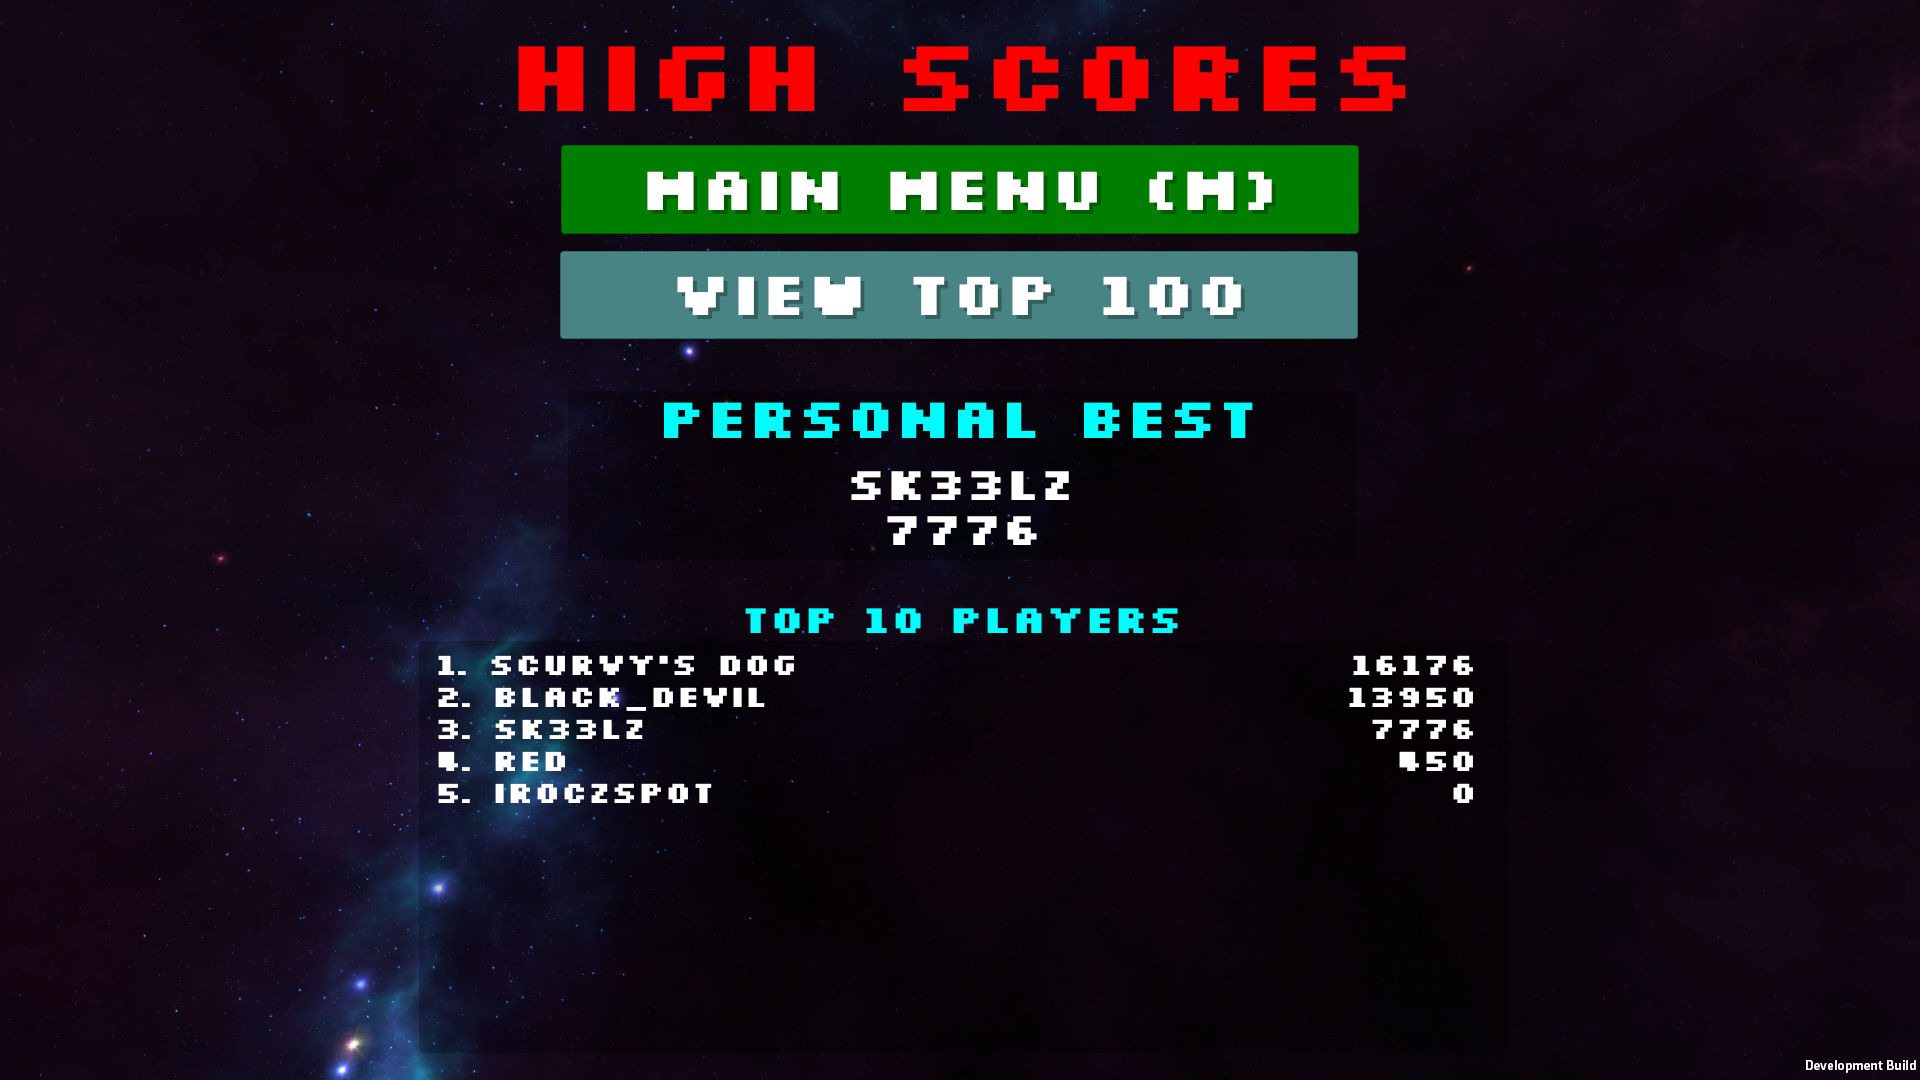 HIGH SCORES
MAIN MENU (M)
VIEW TOP 100
PERSONAL BEST
SK33LZ
7776
TOP 10 PLAYERS
1. SCURVY'S DOG 16176
2. BLACK_DEVIL 13950
3. SK33LZ 7776
4. RED 450
5. IROCZSPOT 0
Development Build